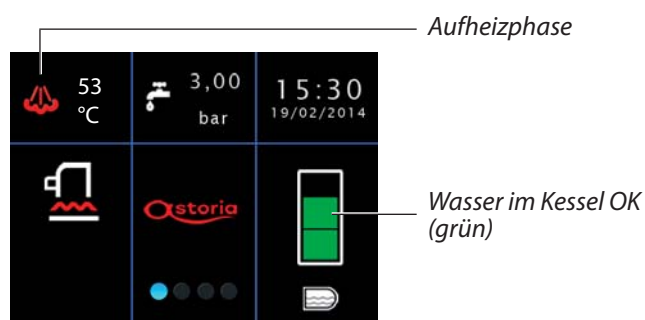 Aufheizphase
53
°C
3,00
bar
15:30
19/02/2014
astoria
Wasser im Kessel OK
(grün)